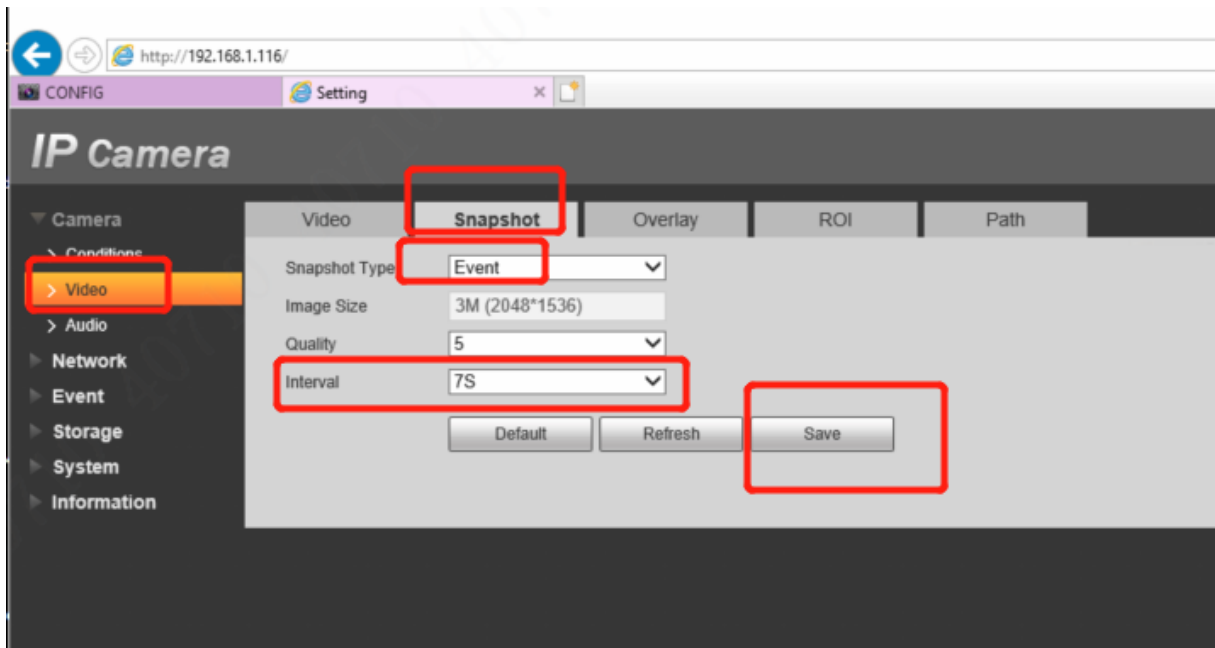 http://192.168.1.116/
CONFIG
Setting
IP Camera
Camera
Conditions
Video
Audio
Network
Event
Storage
System
Information
Video Snapshot Overlay ROI Path
Snapshot Type Event
Image Size 3M (2048*1536)
Quality 5
Interval 7S
Default Refresh Save